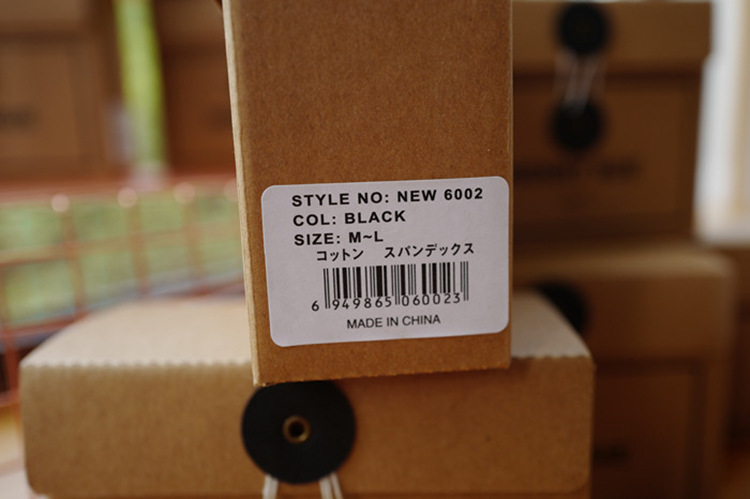 STYLE NO: NEW 6002
COL: BLACK
SIZE: M~L
コットン　スパンデックス
6 949865 060023
MADE IN CHINA